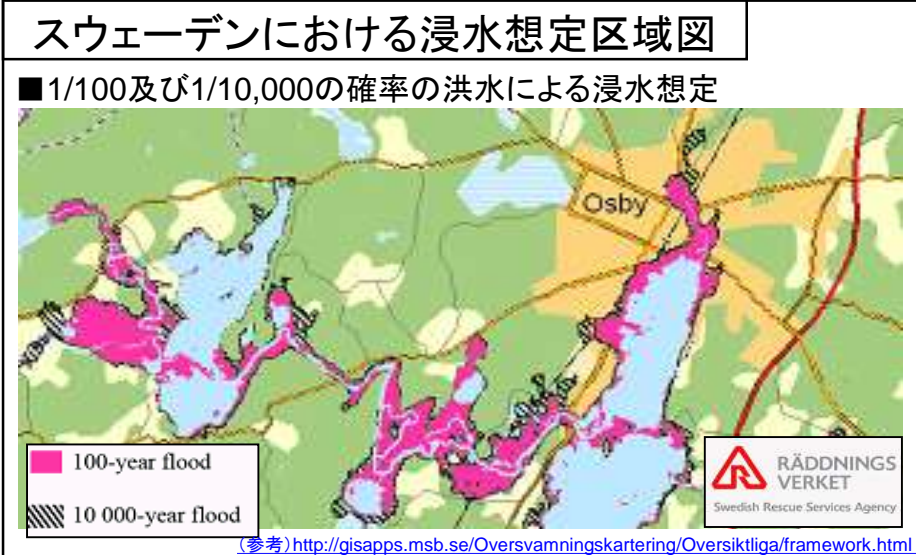 スウェーデンにおける浸水想定区域図
■1/100及び1/10,000の確率の洪水による浸水想定
Osby
100-year flood
10 000-year flood
RÄDDNINGS
VERKET
Swedish Rescue Services Agency
(参考)http://gisapps.msb.se/Oversvamningskartering/Oversiktliga/framework.html